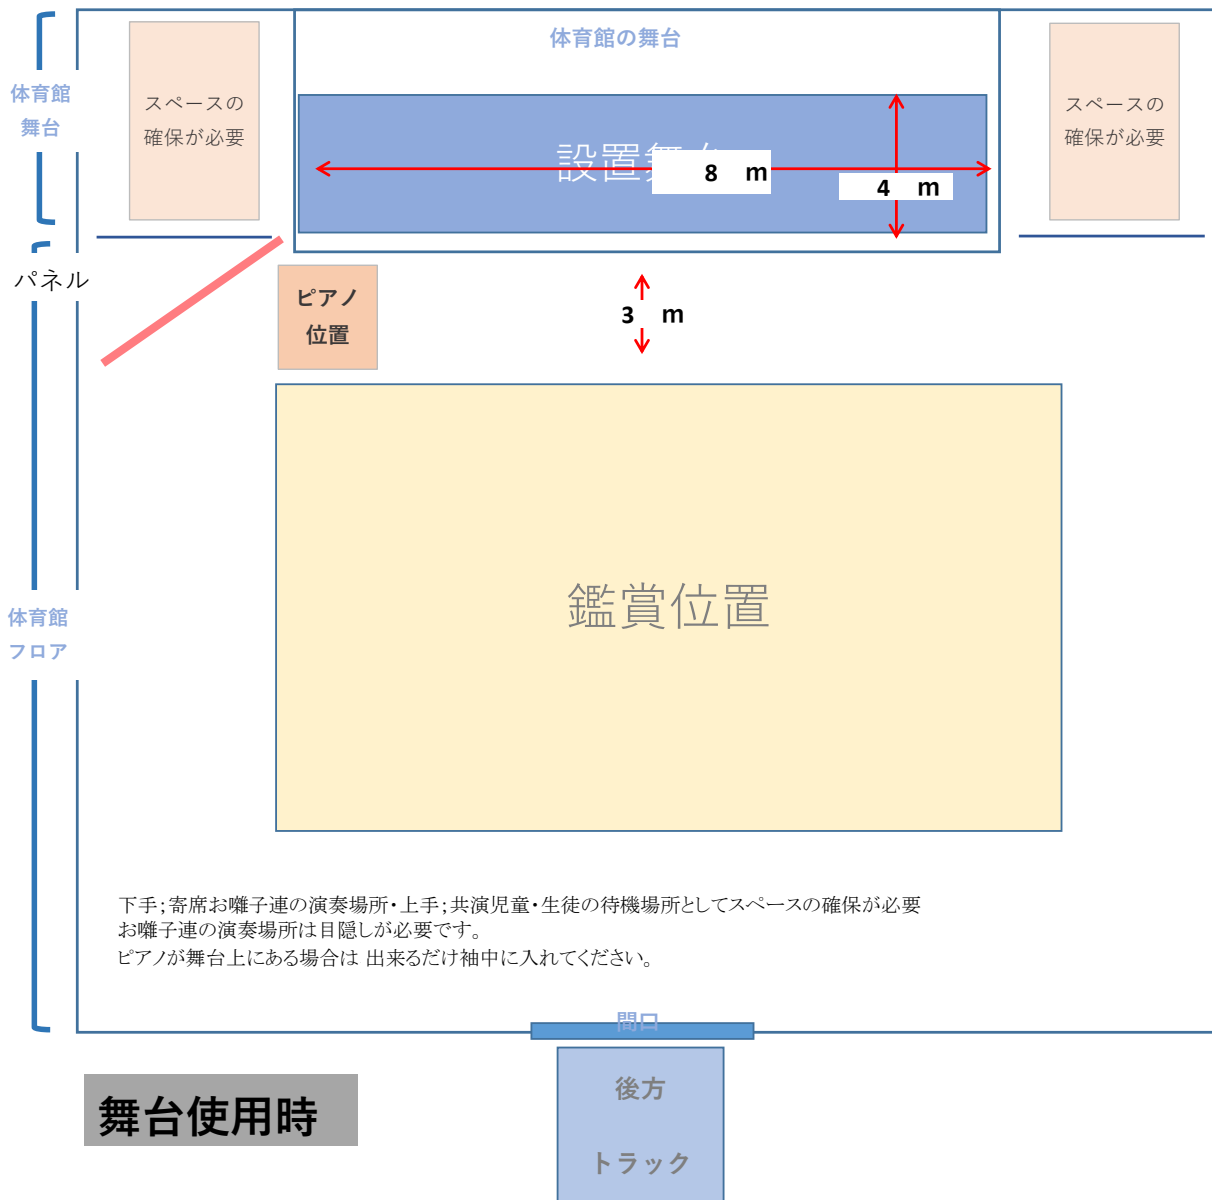 体育館の舞台
体育館
舞台
スペースの
確保が必要
スペースの
確保が必要
設置舞
8 m
4 m
パネル
ピアノ
位置
3 m
鑑賞位置
体育館
フロア
下手;寄席お囃子連の演奏場所・上手;共演児童・生徒の待機場所としてスペースの確保が必要
お囃子連の演奏場所は目隠しが必要です。
ピアノが舞台上にある場合は 出来るだけ袖中に入れてください。
間口
後方
トラック
舞台使用時